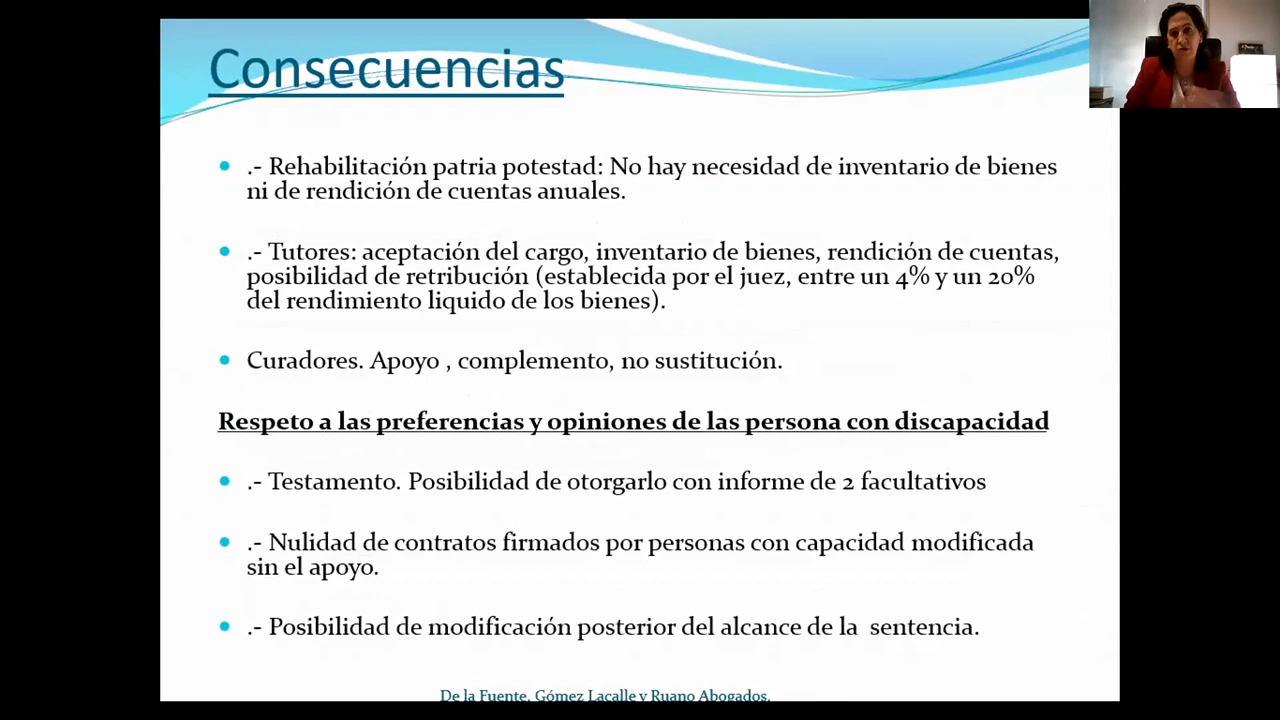 Consecuencias
.- Rehabilitación patria potestad: No hay necesidad de inventario de bienes
ni de rendición de cuentas anuales.
.- Tutores: aceptación del cargo, inventario de bienes, rendición de cuentas,
posibilidad de retribución (establecida por el juez, entre un 4% y un 20%
del rendimiento liquido de los bienes).
Curadores. Apoyo , complemento, no sustitución.
Respeto a las preferencias y opiniones de las persona con discapacidad
.- Testamento. Posibilidad de otorgarlo con informe de 2 facultativos
.- Nulidad de contratos firmados por personas con capacidad modificada
sin el apoyo.
.- Posibilidad de modificación posterior del alcance de la  sentencia.
De la Fuente, Gómez Lacalle y Ruano Abogados.